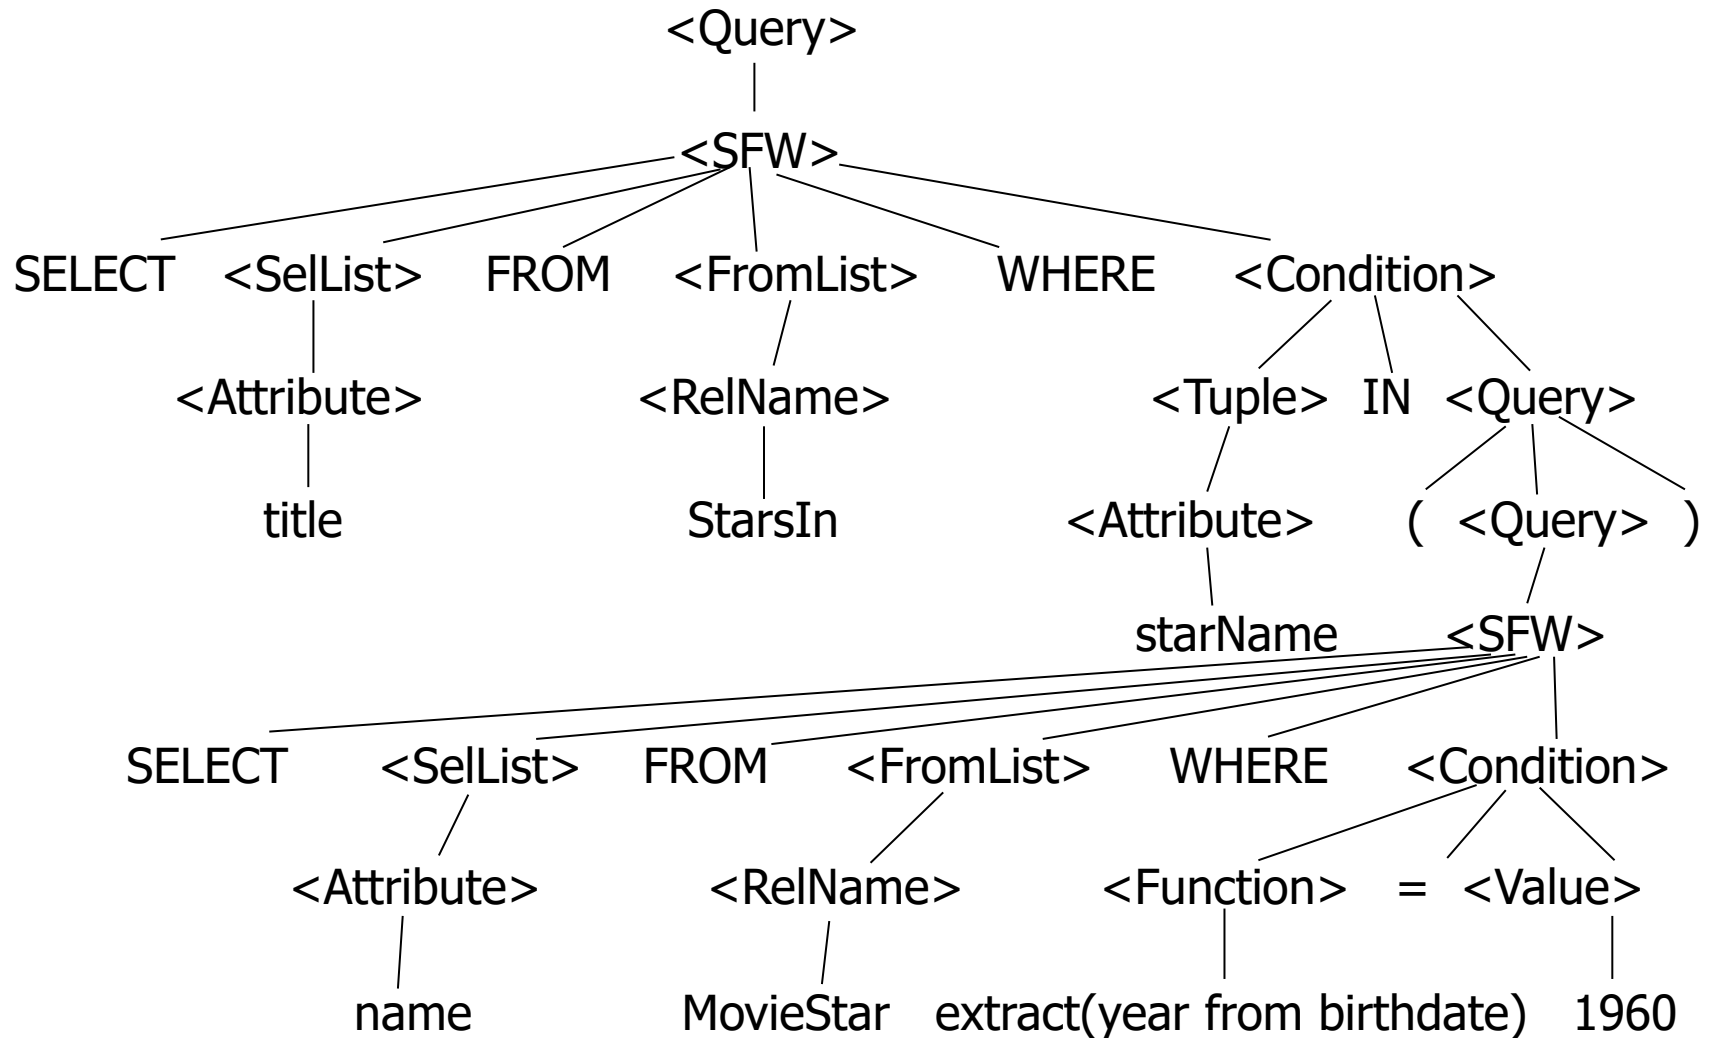 <Query>
<SFW>
SELECT <SelList> FROM <FromList> WHERE <Condition>
<Attribute> <RelName> <Tuple> IN <Query>
title StarsIn <Attribute> ( <Query> )
starName <SFW>
SELECT <SelList> FROM <FromList> WHERE <Condition>
<Attribute> <RelName> <Function> = <Value>
name MovieStar extract(year from birthdate) 1960